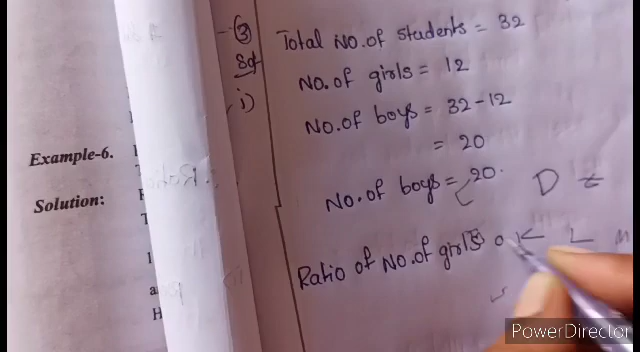 ③ Total No.of students = 32
Sol No.of girls = 12
i) No.of boys = 32-12
= 20
No.of boys = 20.
D
Ratio of No.of girls
K L M
Example-6.
Solution:
PowerDirector